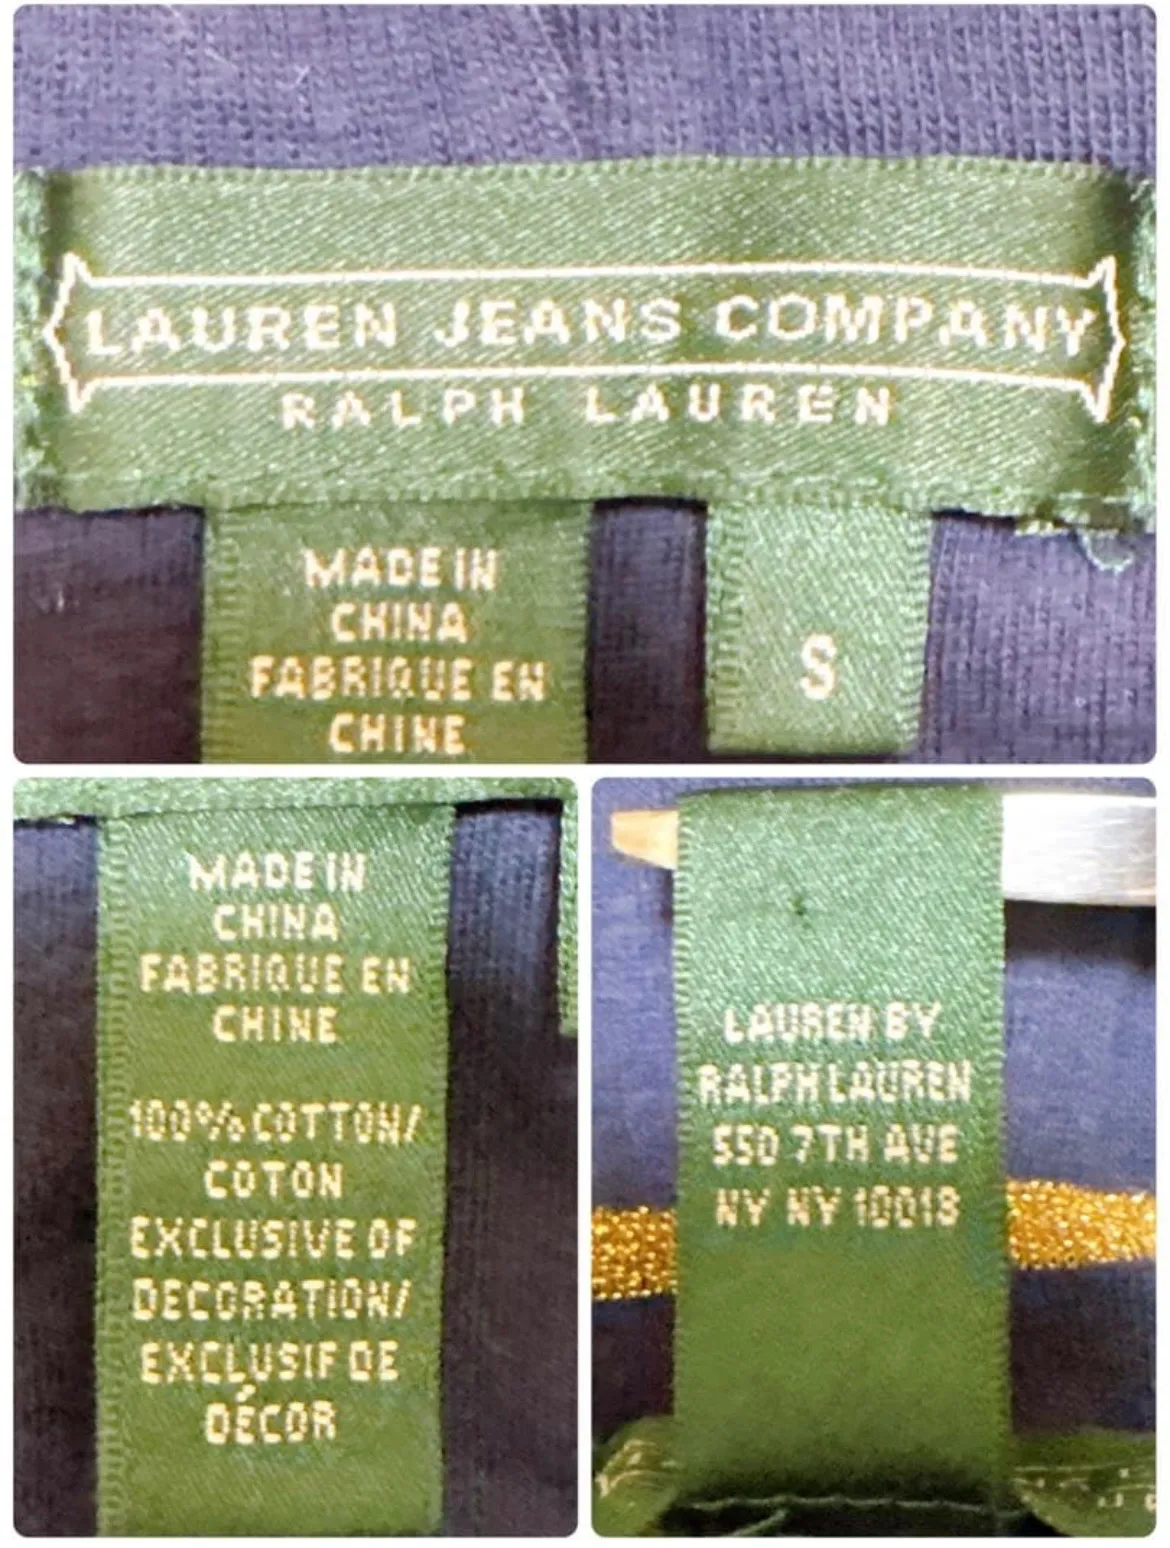 LAUREN JEANS COMPANY
RALPH LAUREN
MADE IN
CHINA
FABRIQUE EN
CHINE
S
MADE IN
CHINA
FABRIQUE EN
CHINE
100% COTTON/
COTON
EXCLUSIVE OF
DECORATION/
EXCLUSIF DE
DÉCOR
LAUREN BY
RALPH LAUREN
550 7TH AVE
NY NY 10018